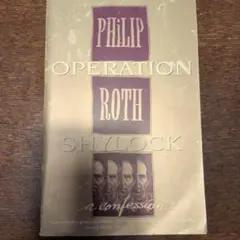 PHiLIP
OPERATION
ROTH
SHYLOCK
a confession